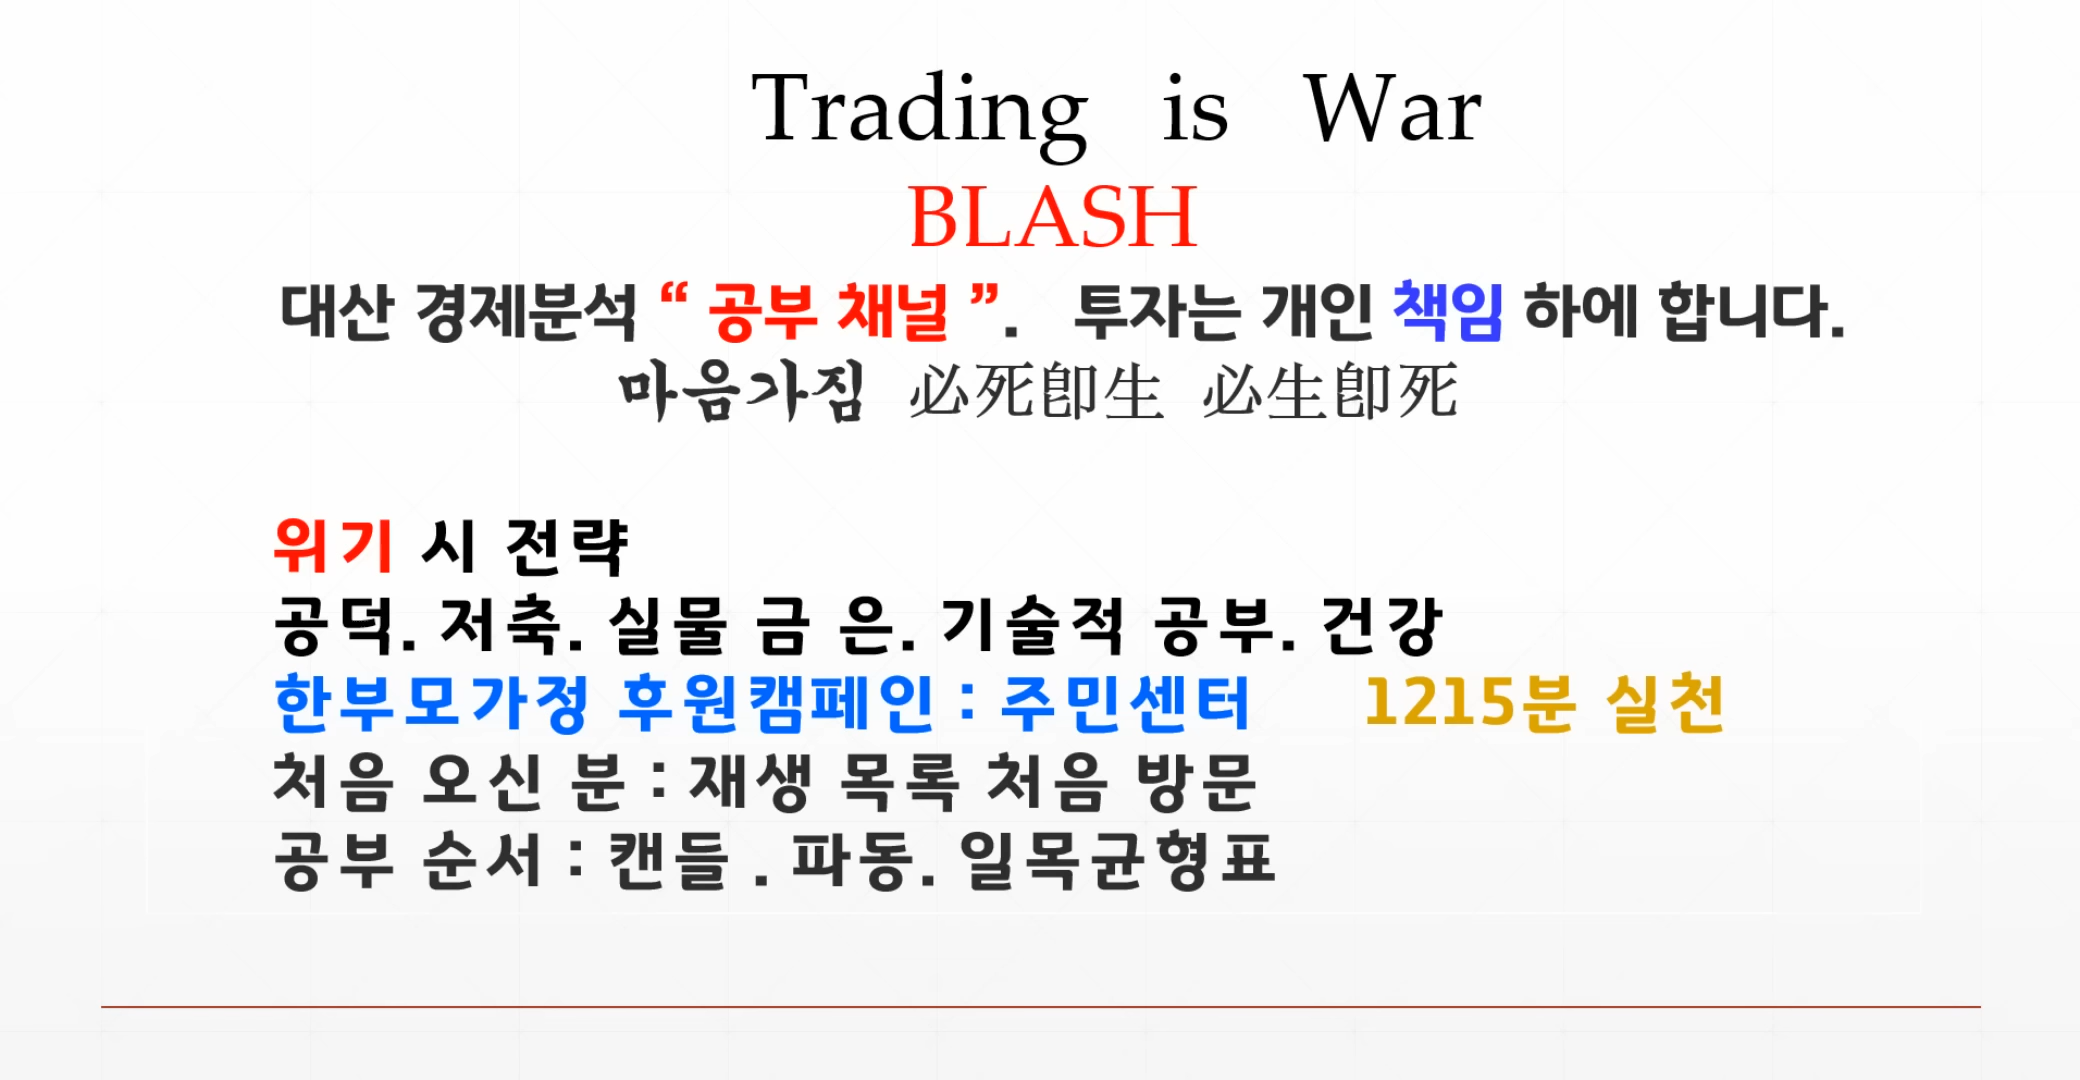 Trading is War
BLASH
대산 경제분석 “ 공부 채널 ”. 투자는 개인 책임 하에 합니다.
마음가짐 必死卽生 必生卽死
위기 시 전략
공덕. 저축. 실물 금 은. 기술적 공부. 건강
한부모가정 후원캠페인 : 주민센터 1215분 실천
처음 오신 분 : 재생 목록 처음 방문
공부 순서 : 캔들 . 파동. 일목균형표